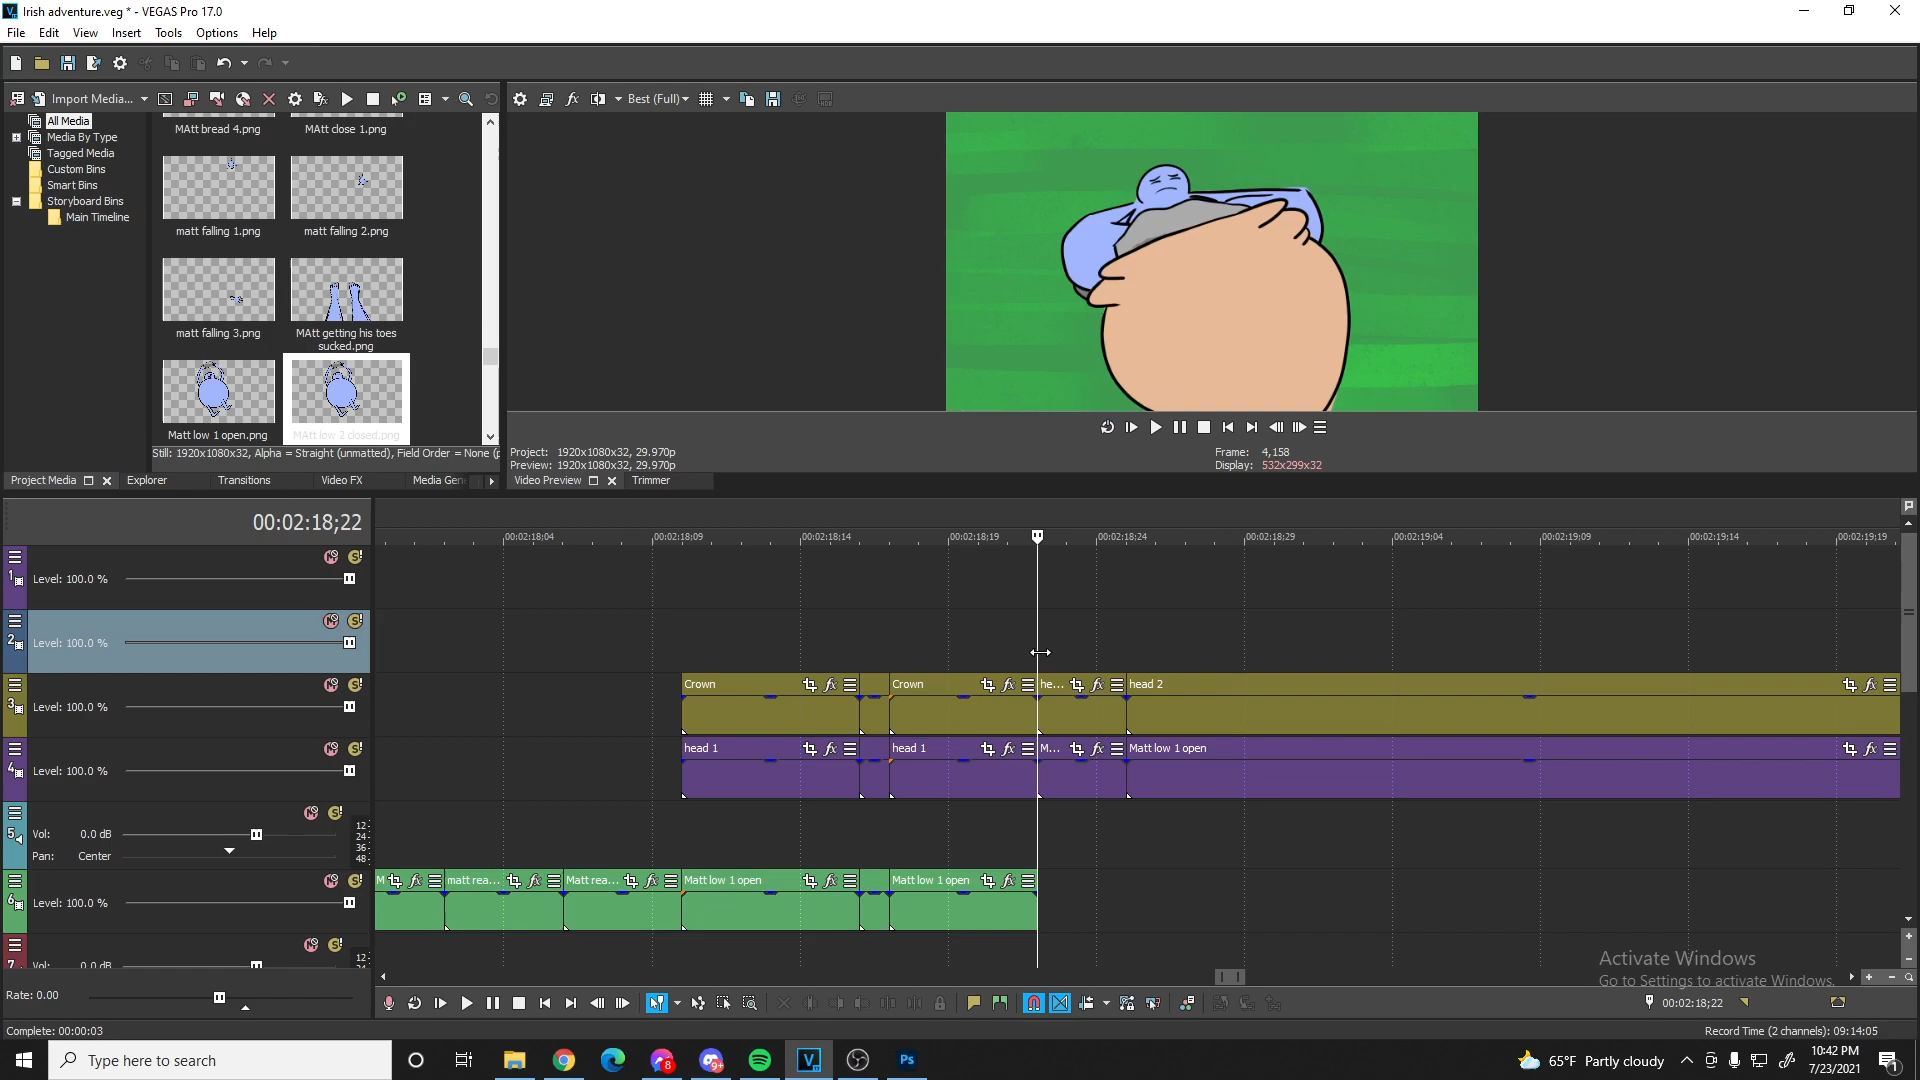 Irish adventure.veg * - VEGAS Pro 17.0
File Edit View Insert Tools Options Help
Import Media...
Best (Full)
All Media
Media By Type
Tagged Media
Custom Bins
Smart Bins
Storyboard Bins
Main Timeline
MAtt bread 4.png
MAtt close 1.png
matt falling 1.png
matt falling 2.png
matt falling 3.png
MAtt getting his toes
sucked.png
Matt low 1 open.png
MAtt low 2 closed.png
Still: 1920x1080x32, Alpha = Straight (unmatted), Field Order = None (p
Project: 1920x1080x32, 29.970p
Preview: 1920x1080x32, 29.970p
Frame: 4,158
Display: 532x299x32
Project Media
Explorer
Transitions
Video FX
Media Gen
Video Preview
Trimmer
00:02:18;22
00:02:18;04
00:02:18;09
00:02:18;14
00:02:18;19
00:02:18;24
00:02:18;29
00:02:19;04
00:02:19;09
00:02:19;14
00:02:19;19
1
Level: 100.0 %
2
Level: 100.0 %
3
Level: 100.0 %
Crown
Crown
he...
head 2
4
Level: 100.0 %
head 1
head 1
M...
Matt low 1 open
5
Vol: 0.0 dB
Pan: Center
12-
24-
36-
48-
6
Level: 100.0 %
M
matt rea...
Matt rea...
Matt low 1 open
Matt low 1 open
7
Vol: 0.0 dB
12-
Rate: 0.00
Activate Windows
Go to Settings to activate Windows.
00:02:18;22
Complete: 00:00:03
Record Time (2 channels): 09:14:05
Type here to search
8
9+
V
Ps
65°F Partly cloudy
10:42 PM
7/23/2021
1